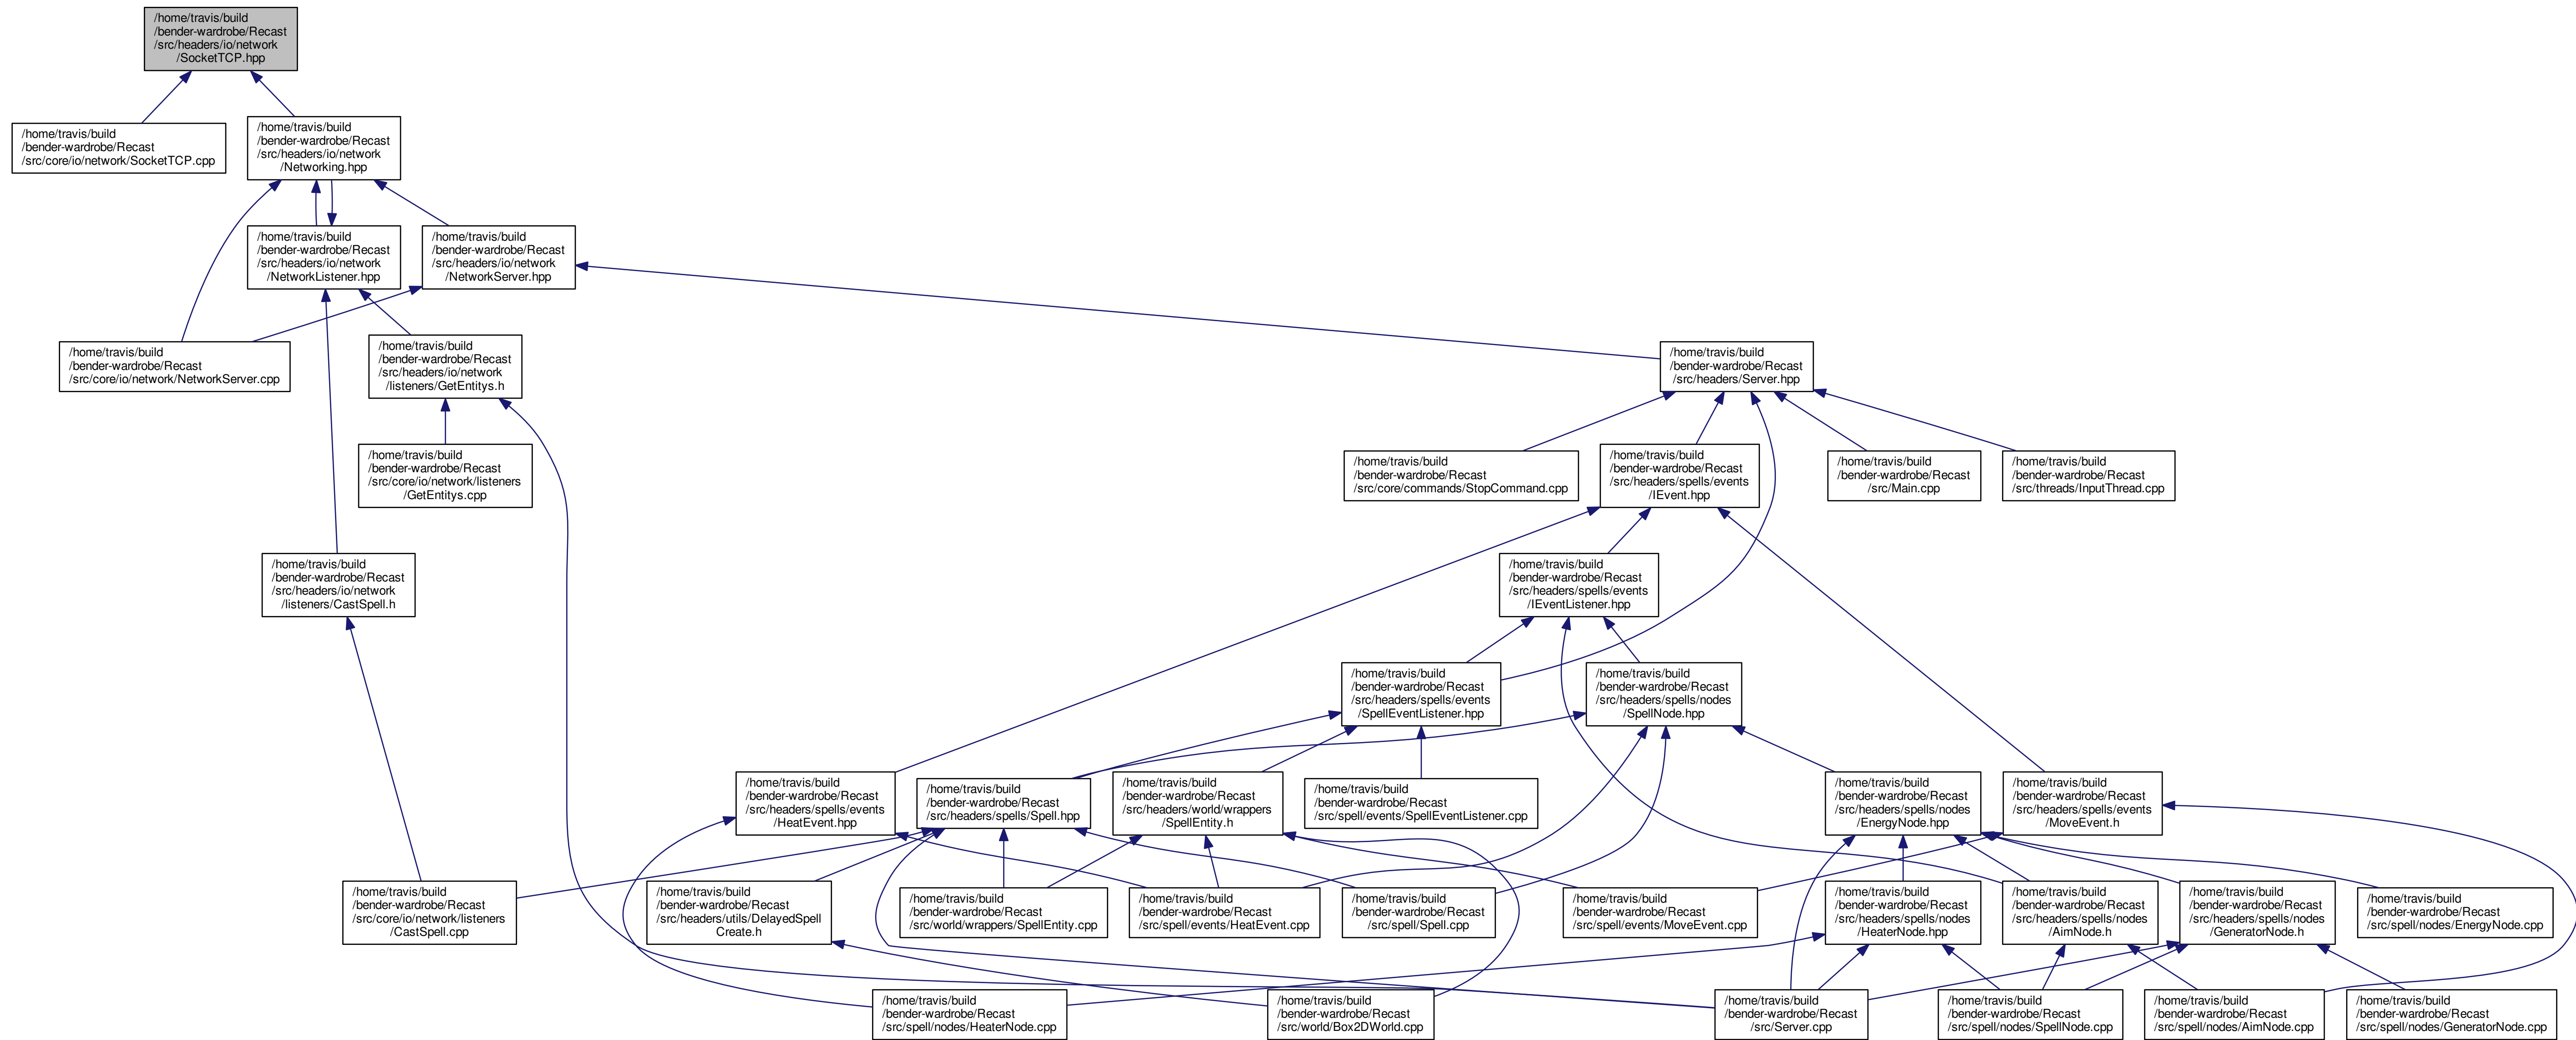 /home/travis/build
/bender-wardrobe/Recast
/src/headers/io/network
/SocketTCP.hpp
/home/travis/build
/bender-wardrobe/Recast
/src/core/io/network/SocketTCP.cpp
/home/travis/build
/bender-wardrobe/Recast
/src/headers/io/network
/Networking.hpp
/home/travis/build
/bender-wardrobe/Recast
/src/headers/io/network
/NetworkListener.hpp
/home/travis/build
/bender-wardrobe/Recast
/src/headers/io/network
/NetworkServer.hpp
/home/travis/build
/bender-wardrobe/Recast
/src/core/io/network/NetworkServer.cpp
/home/travis/build
/bender-wardrobe/Recast
/src/headers/io/network
/listeners/GetEntitys.h
/home/travis/build
/bender-wardrobe/Recast
/src/headers/Server.hpp
/home/travis/build
/bender-wardrobe/Recast
/src/core/io/network/listeners
/GetEntitys.cpp
/home/travis/build
/bender-wardrobe/Recast
/src/core/commands/StopCommand.cpp
/home/travis/build
/bender-wardrobe/Recast
/src/headers/spells/events
/IEvent.hpp
/home/travis/build
/bender-wardrobe/Recast
/src/Main.cpp
/home/travis/build
/bender-wardrobe/Recast
/src/threads/InputThread.cpp
/home/travis/build
/bender-wardrobe/Recast
/src/headers/io/network
/listeners/CastSpell.h
/home/travis/build
/bender-wardrobe/Recast
/src/headers/spells/events
/IEventListener.hpp
/home/travis/build
/bender-wardrobe/Recast
/src/headers/spells/events
/SpellEventListener.hpp
/home/travis/build
/bender-wardrobe/Recast
/src/headers/spells/nodes
/SpellNode.hpp
/home/travis/build
/bender-wardrobe/Recast
/src/headers/spells/events
/HeatEvent.hpp
/home/travis/build
/bender-wardrobe/Recast
/src/headers/spells/Spell.hpp
/home/travis/build
/bender-wardrobe/Recast
/src/headers/world/wrappers
/SpellEntity.h
/home/travis/build
/bender-wardrobe/Recast
/src/spell/events/SpellEventListener.cpp
/home/travis/build
/bender-wardrobe/Recast
/src/headers/spells/nodes
/EnergyNode.hpp
/home/travis/build
/bender-wardrobe/Recast
/src/headers/spells/events
/MoveEvent.h
/home/travis/build
/bender-wardrobe/Recast
/src/core/io/network/listeners
/CastSpell.cpp
/home/travis/build
/bender-wardrobe/Recast
/src/headers/utils/DelayedSpell
Create.h
/home/travis/build
/bender-wardrobe/Recast
/src/world/wrappers/SpellEntity.cpp
/home/travis/build
/bender-wardrobe/Recast
/src/spell/events/HeatEvent.cpp
/home/travis/build
/bender-wardrobe/Recast
/src/spell/Spell.cpp
/home/travis/build
/bender-wardrobe/Recast
/src/spell/events/MoveEvent.cpp
/home/travis/build
/bender-wardrobe/Recast
/src/headers/spells/nodes
/HeaterNode.hpp
/home/travis/build
/bender-wardrobe/Recast
/src/headers/spells/nodes
/AimNode.h
/home/travis/build
/bender-wardrobe/Recast
/src/headers/spells/nodes
/GeneratorNode.h
/home/travis/build
/bender-wardrobe/Recast
/src/spell/nodes/EnergyNode.cpp
/home/travis/build
/bender-wardrobe/Recast
/src/spell/nodes/HeaterNode.cpp
/home/travis/build
/bender-wardrobe/Recast
/src/world/Box2DWorld.cpp
/home/travis/build
/bender-wardrobe/Recast
/src/Server.cpp
/home/travis/build
/bender-wardrobe/Recast
/src/spell/nodes/SpellNode.cpp
/home/travis/build
/bender-wardrobe/Recast
/src/spell/nodes/AimNode.cpp
/home/travis/build
/bender-wardrobe/Recast
/src/spell/nodes/GeneratorNode.cpp